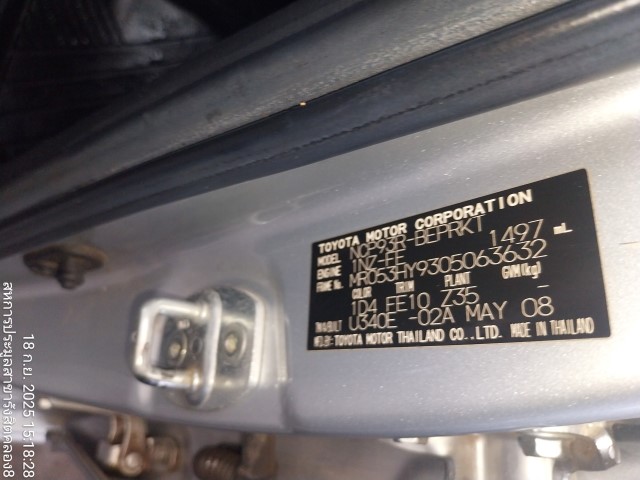 TOYOTA MOTOR CORPORATION
MODEL NCP93R-BEPRKT
ENGINE 1NZ-FE 1497 mL
FRAME No. MR053HY9305063632
COLOR TRIM PLANT GVM(kg)
1D4 FE10 Z35 -
T/M A/BUILT U340E -02A MAY 08
MFD.BY: TOYOTA MOTOR THAILAND CO.,LTD. MADE IN THAILAND
18 ก.ย. 2025 15:18:28